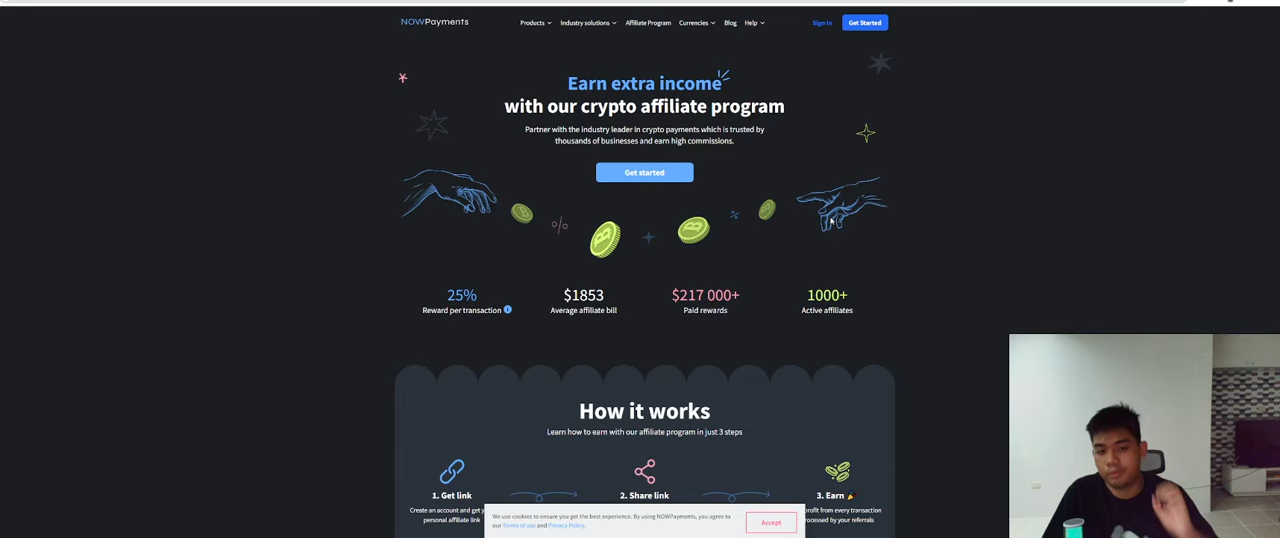 NOWPayments
Products Industry solutions Affiliate Program Currencies Blog Help Sign In Get Started
Earn extra income
with our crypto affiliate program
Partner with the industry leader in crypto payments which is trusted by
thousands of businesses and earn high commissions.
Get started
25% $1853 $217 000+ 1000+
Reward per transaction Average affiliate bill Paid rewards Active affiliates
How it works
Learn how to earn with our affiliate program in just 3 steps
1. Get link 2. Share link 3. Earn
Create an account and get y
personal affiliate link
profit from every transaction
rocessed by your referrals
We use cookies to ensure you get the best experience. By using NOWPayments, you agree to
our Terms of use and Privacy Policy.
Accept